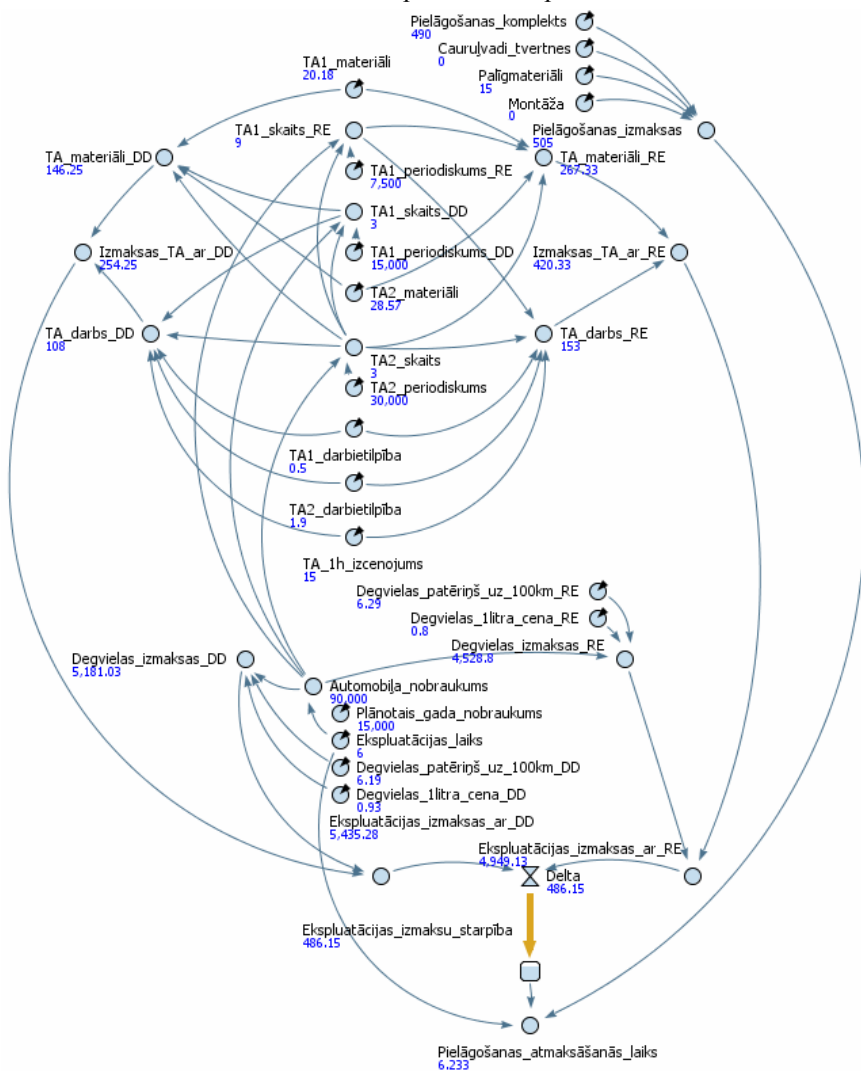 Pielāgošanas_komplekts
490
Cauruļvadi_tvertnes
0
Palīgmateriāli
15
Montāža
0
Pielāgošanas_izmaksas
505
TA1_materiāli
20.18
TA1_skaits_RE
9
TA_materiāli_DD
146.25
TA_materiāli_RE
267.33
TA1_periodiskums_RE
7,500
TA1_skaits_DD
3
TA1_periodiskums_DD
15,000
Izmaksas_TA_ar_DD
254.25
Izmaksas_TA_ar_RE
420.33
TA2_materiāli
28.57
TA_darbs_DD
108
TA_darbs_RE
153
TA2_skaits
3
TA2_periodiskums
30,000
TA1_darbietilpība
0.5
TA2_darbietilpība
1.9
TA_1h_izcenojums
15
Degvielas_patēriņš_uz_100km_RE
6.29
Degvielas_1litra_cena_RE
0.8
Degvielas_izmaksas_RE
4,528.8
Degvielas_izmaksas_DD
5,181.03
Automobiļa_nobraukums
90,000
Plānotais_gada_nobraukums
15,000
Ekspluatācijas_laiks
6
Degvielas_patēriņš_uz_100km_DD
6.19
Degvielas_1litra_cena_DD
0.93
Ekspluatācijas_izmaksas_ar_DD
5,435.28
Ekspluatācijas_izmaksas_ar_RE
4,949.13
Delta
486.15
Ekspluatācijas_izmaksu_starpība
486.15
Pielāgošanas_atmaksāšanās_laiks
6.233